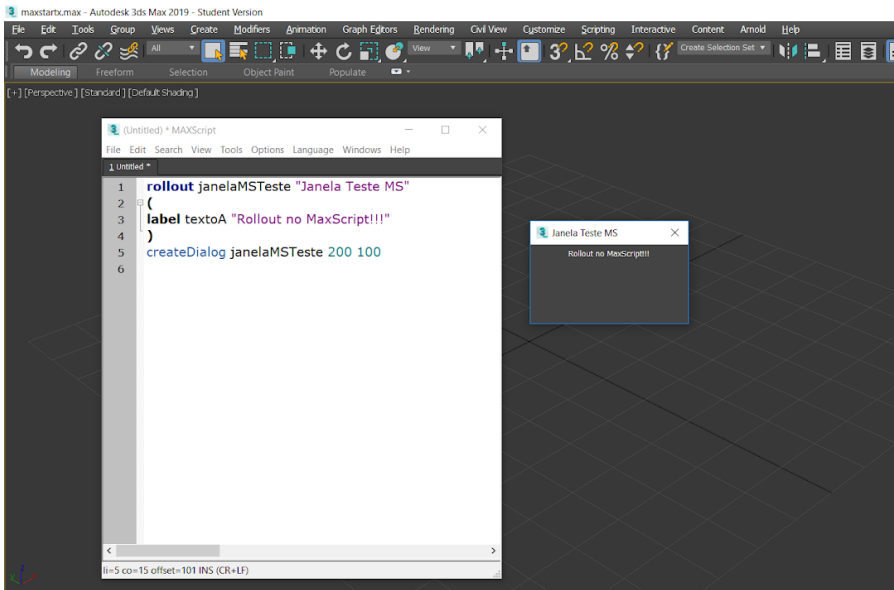 maxstartx.max - Autodesk 3ds Max 2019 - Student Version
File Edit Tools Group Views Create Modifiers Animation Graph Editors Rendering Civil View Customize Scripting Interactive Content Arnold Help
All View Create Selection Set
Modeling Freeform Selection Object Paint Populate
[+] [Perspective ] [Standard ] [Default Shading ]
(Untitled) * MAXScript
File Edit Search View Tools Options Language Windows Help
1 Untitled *
1 rollout janelaMSTeste "Janela Teste MS"
2 (
3 label textoA "Rollout no MaxScript!!!"
4 )
5 createDialog janelaMSTeste 200 100
6
Janela Teste MS
Rollout no MaxScript!!!
li=5 co=15 offset=101 INS (CR+LF)